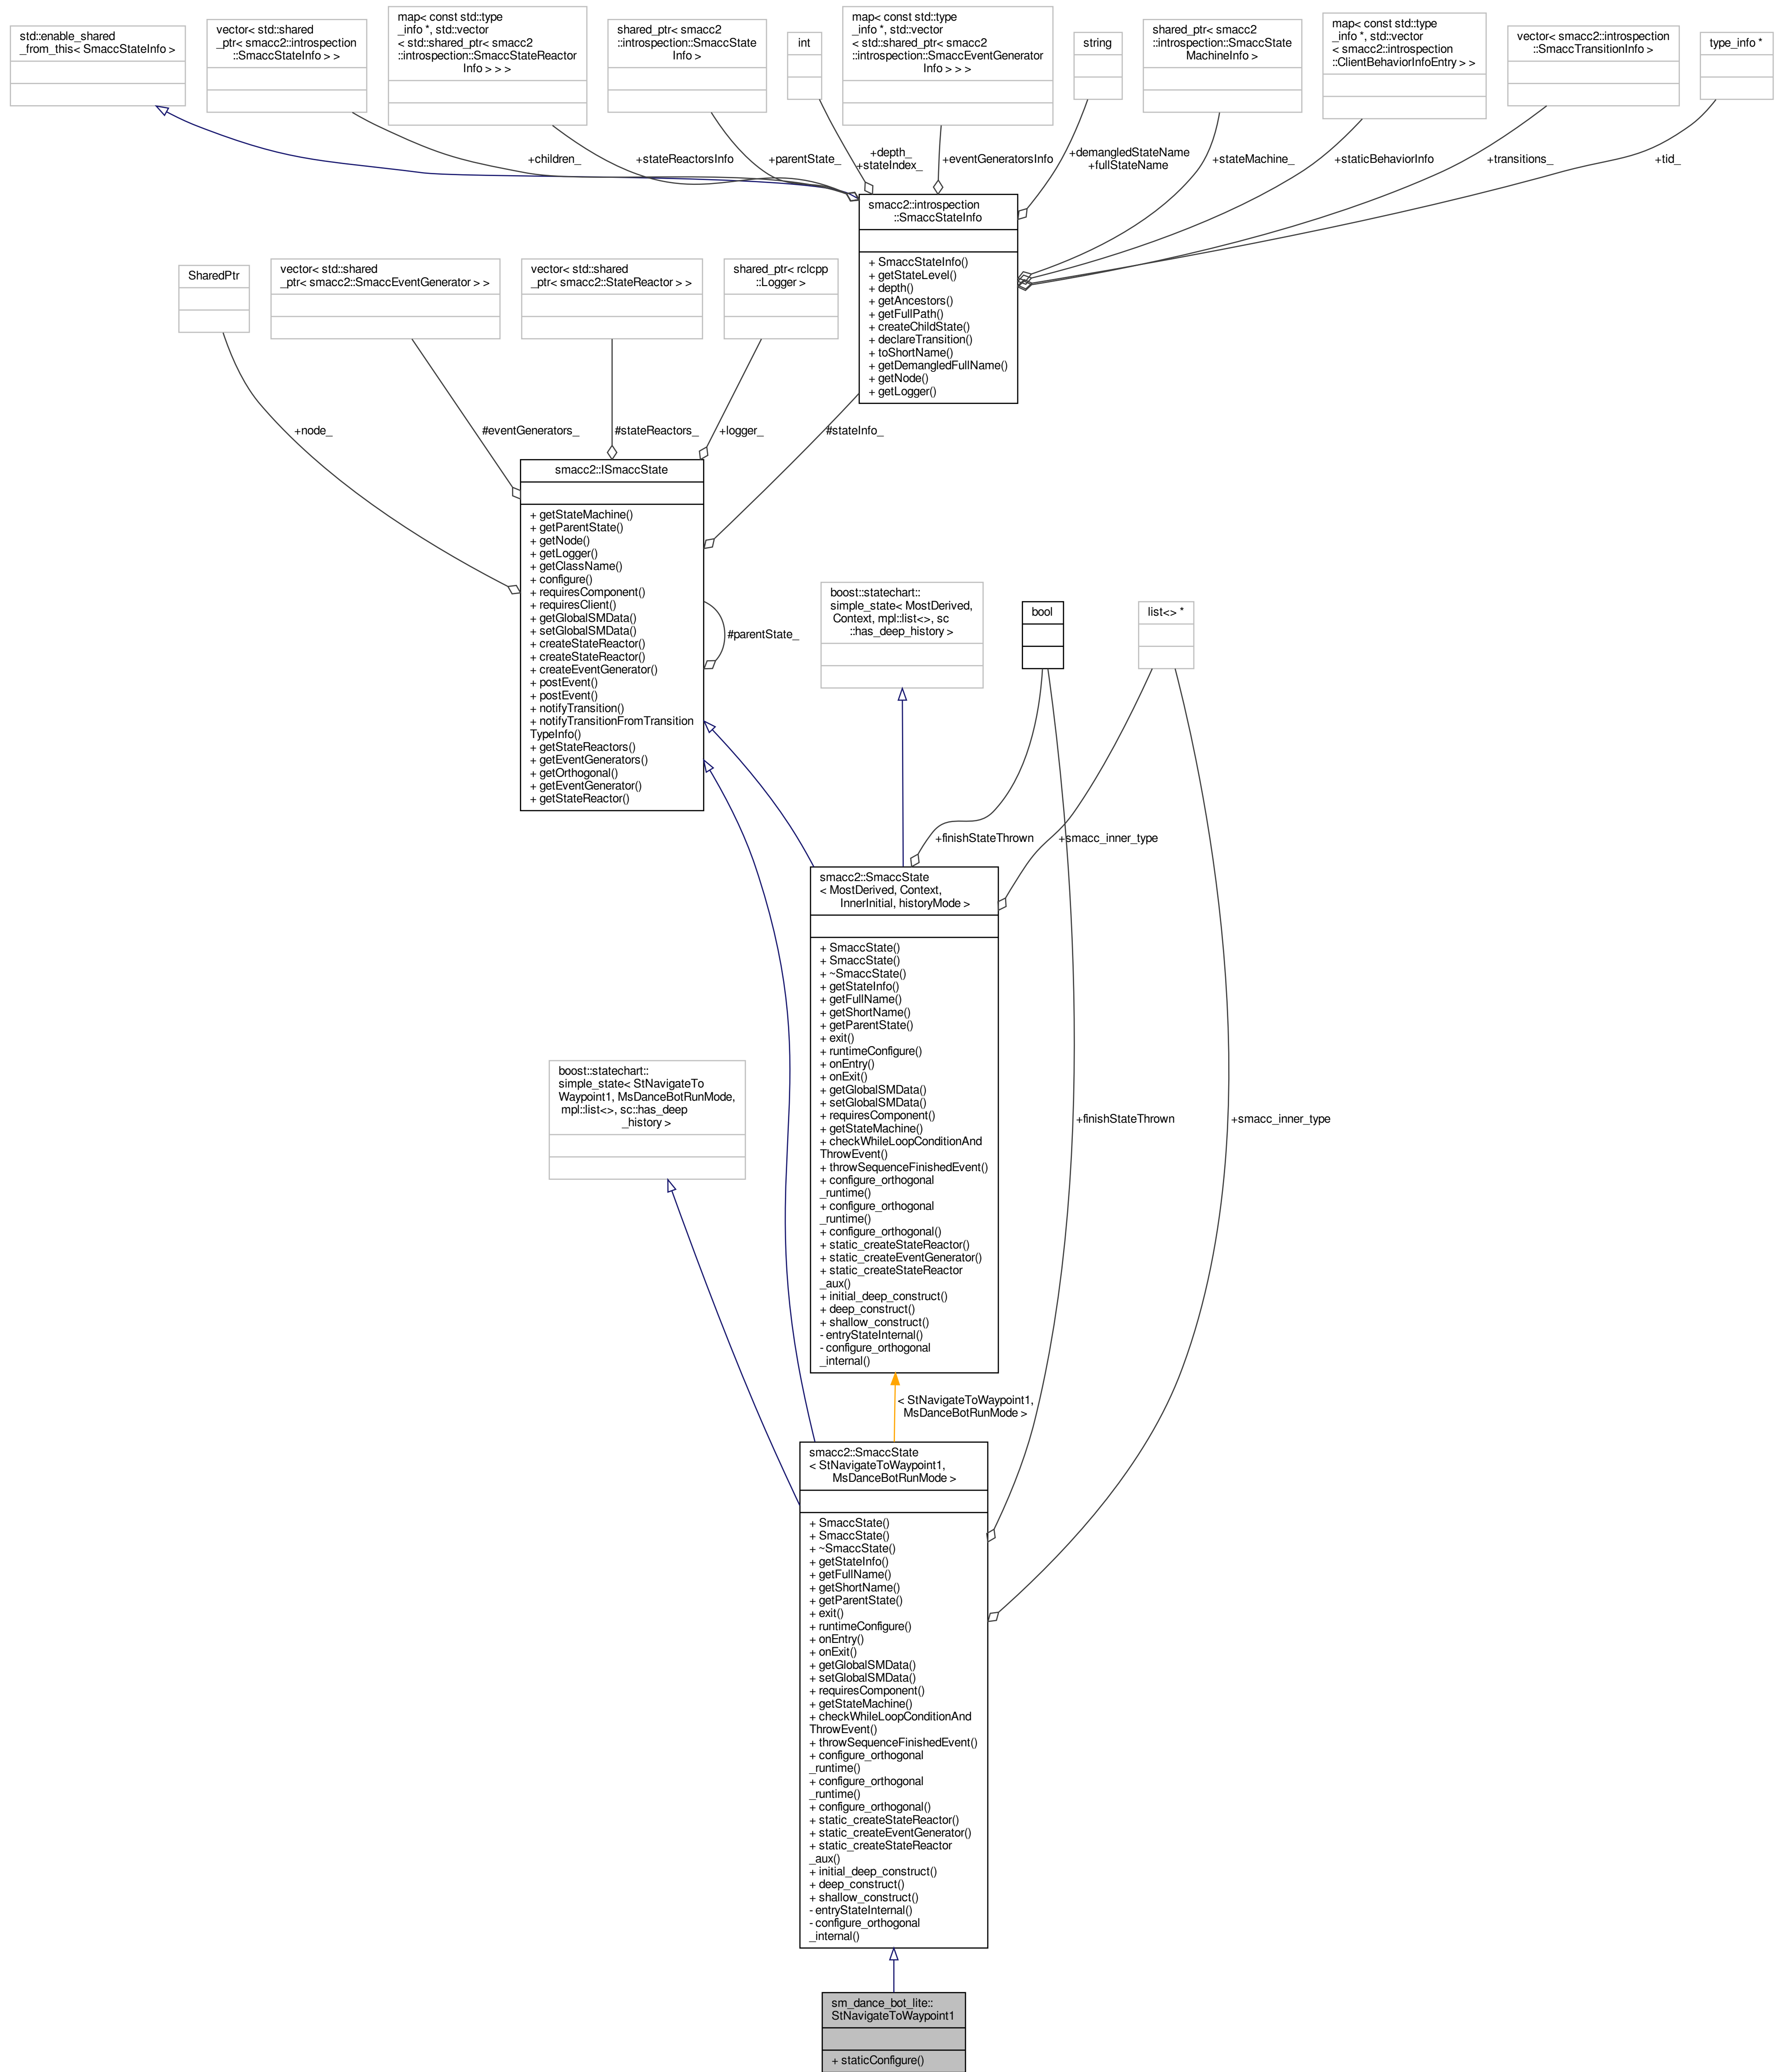 std::enable_shared
_from_this< SmaccStateInfo >
vector< std::shared
_ptr< smacc2::introspection
::SmaccStateInfo > >
map< const std::type
_info *, std::vector
< std::shared_ptr< smacc2
::introspection::SmaccStateReactor
Info > > >
shared_ptr< smacc2
::introspection::SmaccState
Info >
int
map< const std::type
_info *, std::vector
< std::shared_ptr< smacc2
::introspection::SmaccEventGenerator
Info > > >
string
shared_ptr< smacc2
::introspection::SmaccState
MachineInfo >
map< const std::type
_info *, std::vector
< smacc2::introspection
::ClientBehaviorInfoEntry > >
vector< smacc2::introspection
::SmaccTransitionInfo >
type_info *
+children_
+stateReactorsInfo
+parentState_
+depth_
+stateIndex_
+eventGeneratorsInfo
+demangledStateName
+fullStateName
+stateMachine_
+staticBehaviorInfo
+transitions_
+tid_
smacc2::introspection
::SmaccStateInfo
+ SmaccStateInfo()
+ getStateLevel()
+ depth()
+ getAncestors()
+ getFullPath()
+ createChildState()
+ declareTransition()
+ toShortName()
+ getDemangledFullName()
+ getNode()
+ getLogger()
SharedPtr
vector< std::shared
_ptr< smacc2::SmaccEventGenerator > >
vector< std::shared
_ptr< smacc2::StateReactor > >
shared_ptr< rclcpp
::Logger >
+node_
#eventGenerators_
#stateReactors_
+logger_
#stateInfo_
smacc2::ISmaccState
+ getStateMachine()
+ getParentState()
+ getNode()
+ getLogger()
+ getClassName()
+ configure()
+ requiresComponent()
+ requiresClient()
+ getGlobalSMData()
+ setGlobalSMData()
+ createStateReactor()
+ createStateReactor()
+ createEventGenerator()
+ postEvent()
+ postEvent()
+ notifyTransition()
+ notifyTransitionFromTransition
TypeInfo()
+ getStateReactors()
+ getEventGenerators()
+ getOrthogonal()
+ getEventGenerator()
+ getStateReactor()
#parentState_
boost::statechart::
simple_state< MostDerived,
Context, mpl::list<>, sc
::has_deep_history >
bool
list<> *
+finishStateThrown
+smacc_inner_type
smacc2::SmaccState
< MostDerived, Context,
InnerInitial, historyMode >
+ SmaccState()
+ SmaccState()
+ ~SmaccState()
+ getStateInfo()
+ getFullName()
+ getShortName()
+ getParentState()
+ exit()
+ runtimeConfigure()
+ onEntry()
+ onExit()
+ getGlobalSMData()
+ setGlobalSMData()
+ requiresComponent()
+ getStateMachine()
+ checkWhileLoopConditionAnd
ThrowEvent()
+ throwSequenceFinishedEvent()
+ configure_orthogonal
_runtime()
+ configure_orthogonal
_runtime()
+ configure_orthogonal()
+ static_createStateReactor()
+ static_createEventGenerator()
+ static_createStateReactor
_aux()
+ initial_deep_construct()
+ deep_construct()
+ shallow_construct()
- entryStateInternal()
- configure_orthogonal
_internal()
boost::statechart::
simple_state< StNavigateTo
Waypoint1, MsDanceBotRunMode,
mpl::list<>, sc::has_deep
_history >
+finishStateThrown
+smacc_inner_type
< StNavigateToWaypoint1,
MsDanceBotRunMode >
smacc2::SmaccState
< StNavigateToWaypoint1,
MsDanceBotRunMode >
+ SmaccState()
+ SmaccState()
+ ~SmaccState()
+ getStateInfo()
+ getFullName()
+ getShortName()
+ getParentState()
+ exit()
+ runtimeConfigure()
+ onEntry()
+ onExit()
+ getGlobalSMData()
+ setGlobalSMData()
+ requiresComponent()
+ getStateMachine()
+ checkWhileLoopConditionAnd
ThrowEvent()
+ throwSequenceFinishedEvent()
+ configure_orthogonal
_runtime()
+ configure_orthogonal
_runtime()
+ configure_orthogonal()
+ static_createStateReactor()
+ static_createEventGenerator()
+ static_createStateReactor
_aux()
+ initial_deep_construct()
+ deep_construct()
+ shallow_construct()
- entryStateInternal()
- configure_orthogonal
_internal()
sm_dance_bot_lite::
StNavigateToWaypoint1
+ staticConfigure()